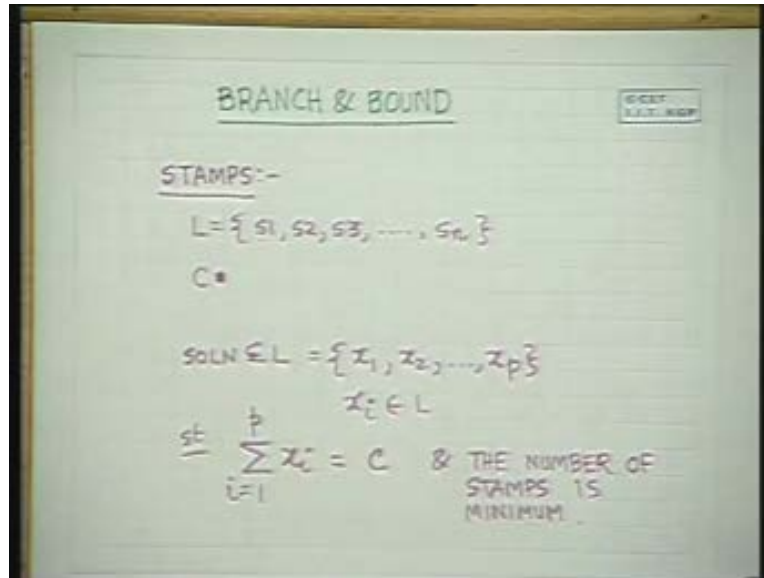 BRANCH & BOUND
STAMPS:-
L = { S1, S2, S3, ----, Sn }
C
SOLN ⊆ L = { x1, x2, ..., xp }
xi ∈ L
st
p
∑ xi = C & THE NUMBER OF
i=1
STAMPS IS
MINIMUM.